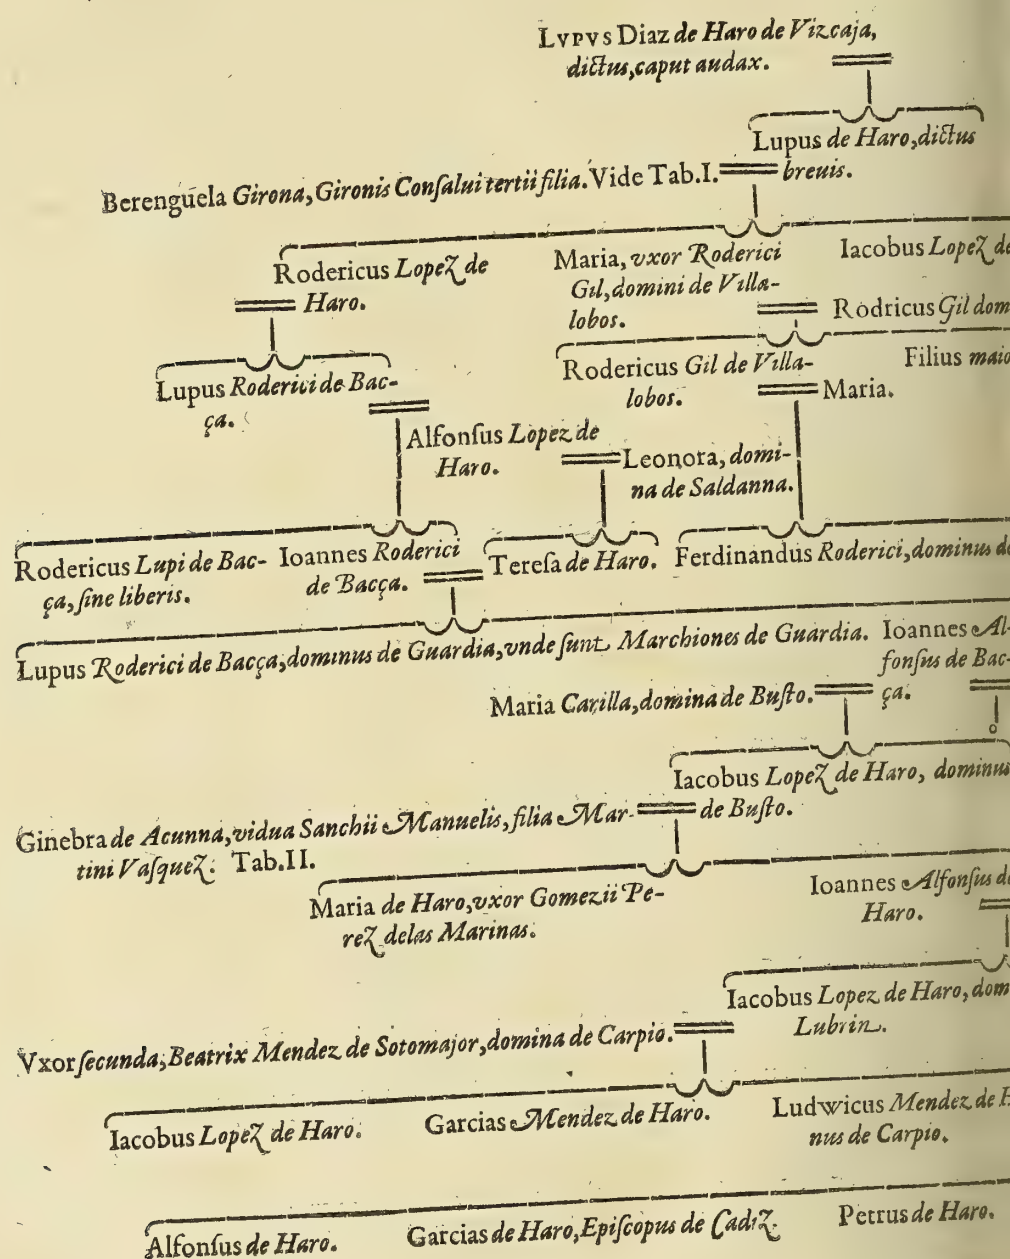 LVPVS Diaz de Haro de Vizcaja,
dictus, caput audax.
Lupus de Haro, dictus
breuis.
Berenguela Girona, Gironis Conſalui tertii filia. Vide Tab.I.
Rodericus Lopez de
Haro.
Maria, vxor Roderici
Gil, domini de Villa-
lobos.
Iacobus Lopez de
Rodricus Gil dom
Lupus Roderici de Bac-
ça.
Rodericus Gil de Villa-
lobos.
Filius maio
Maria.
Alfonſus Lopez de
Haro.
Leonora, domi-
na de Saldanna.
Rodericus Lupi de Bac-
ça, ſine liberis.
Ioannes Roderici
de Bacça.
Tereſa de Haro.
Ferdinandus Roderici, dominus de
Lupus Roderici de Bacça, dominus de Guardia, vnde ſunt Marchiones de Guardia.
Ioannes Al-
fonſus de Bac-
ça.
Maria Carilla, domina de Buſto.
Iacobus Lopez de Haro, dominus
de Buſto.
Ginebra de Acunna, vidua Sanchii Manuelis, filia Mar-
tini Vaſquez. Tab.II.
Maria de Haro, vxor Gomezii Pe-
rez delas Marinas.
Ioannes Alfonſus de
Haro.
Iacobus Lopez de Haro, dom
Lubrin.
Vxor ſecunda, Beatrix Mendez de Sotomajor, domina de Carpio.
Iacobus Lopez de Haro.
Garcias Mendez de Haro.
Ludwicus Mendez de H
nus de Carpio.
Alfonſus de Haro.
Garcias de Haro, Epiſcopus de Cadiz.
Petrus de Haro.